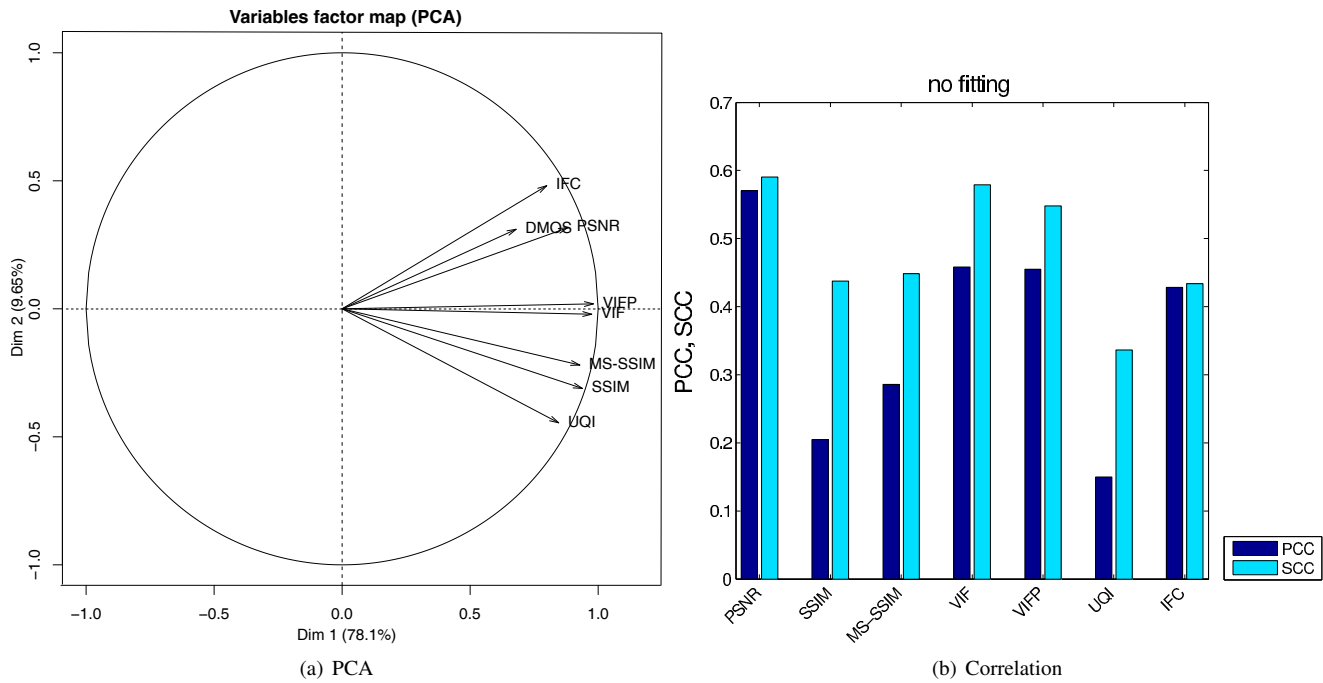 Variables factor map (PCA)
1.0
0.5
0.0
−0.5
−1.0
Dim 2 (9.65%)
IFC
DMOS
PSNR
VIFP
VIF
MS-SSIM
SSIM
UQI
−1.0 −0.5 0.0 0.5 1.0
Dim 1 (78.1%)
(a) PCA
no fitting
0.7
0.6
0.5
0.4
0.3
0.2
0.1
0
PCC, SCC
PSNR
SSIM
MS−SSIM
VIF
VIFP
UQI
IFC
PCC
SCC
(b) Correlation